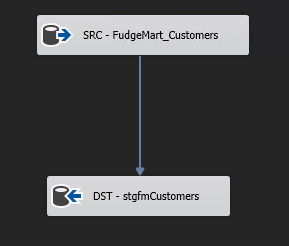 SRC - FudgeMart_Customers
DST - stgfmCustomers